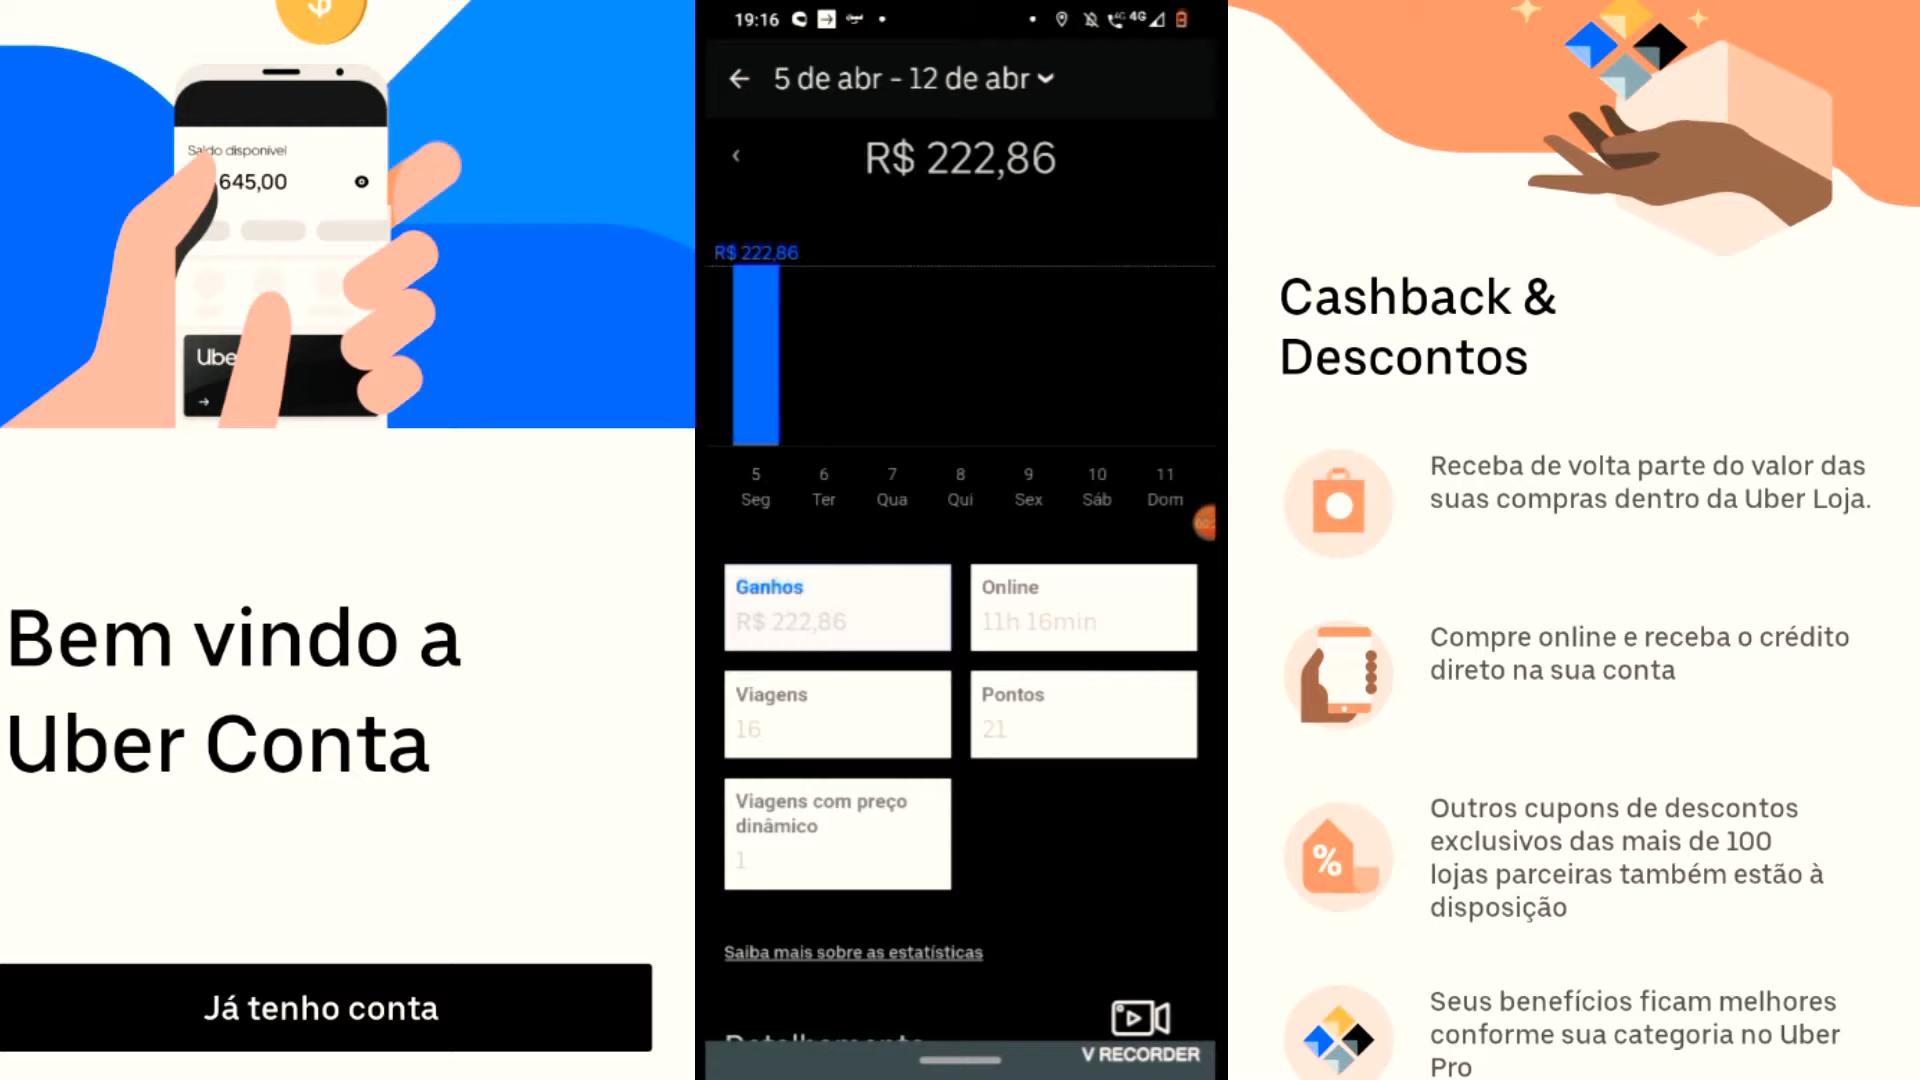 $
Saldo disponível
645,00
Ube
Bem vindo a
Uber Conta
Já tenho conta
19:16
4G 4G
5 de abr - 12 de abr
R$ 222,86
R$ 222,86
5 6 7 8 9 10 11
Seg Ter Qua Qui Sex Sáb Dom
Ganhos
R$ 222,86
Online
11h 16min
Viagens
16
Pontos
21
Viagens com preço
dinâmico
1
Saiba mais sobre as estatísticas
V RECORDER
Cashback &
Descontos
Receba de volta parte do valor das
suas compras dentro da Uber Loja.
Compre online e receba o crédito
direto na sua conta
%
Outros cupons de descontos
exclusivos das mais de 100
lojas parceiras também estão à
disposição
Seus benefícios ficam melhores
conforme sua categoria no Uber
Pro